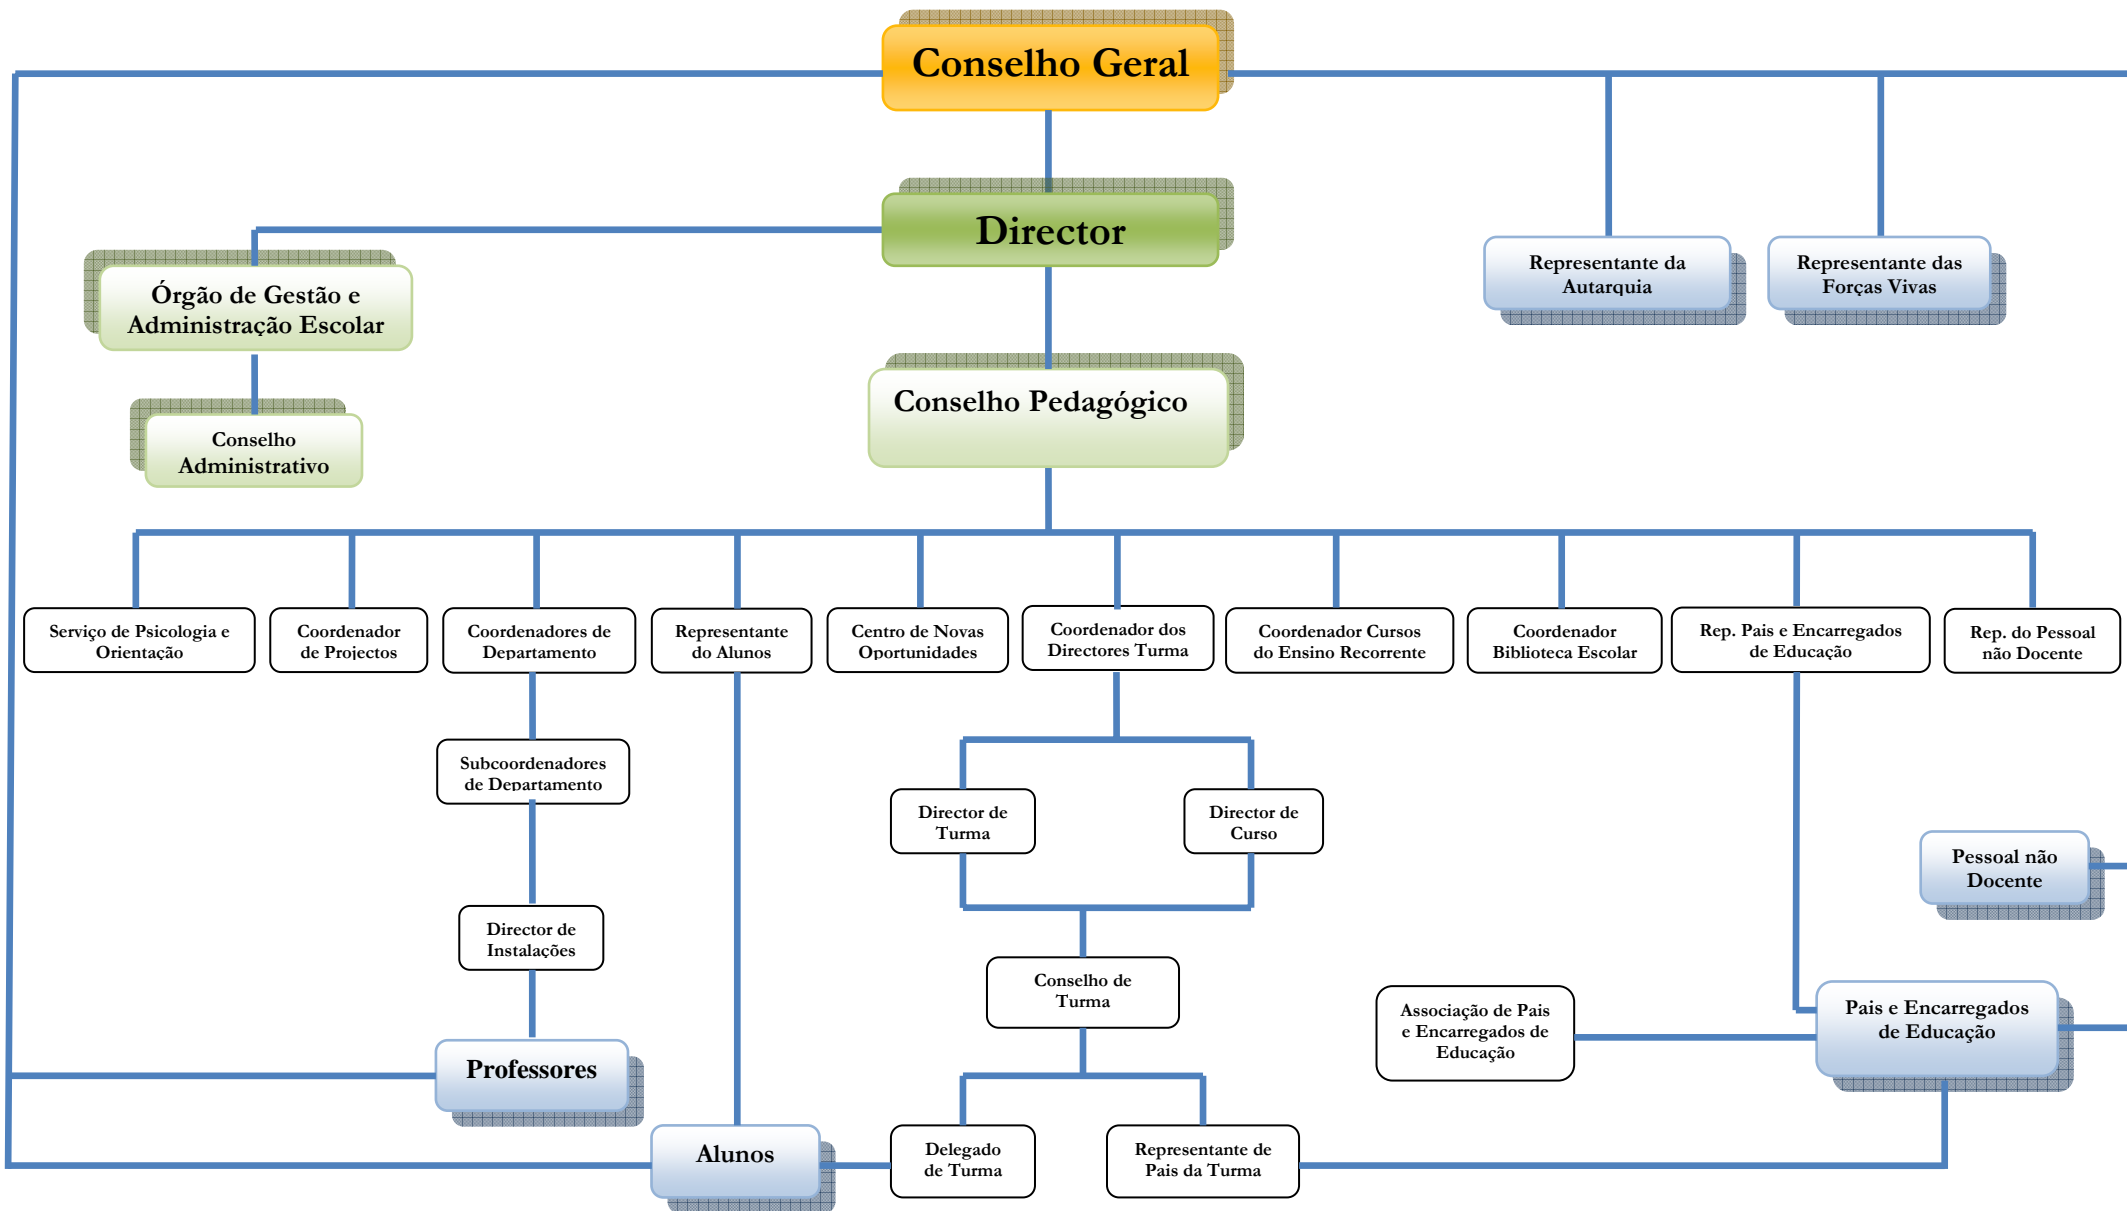 Conselho Geral
Director
Representante da
Autarquia
Representante das
Forças Vivas
Órgão de Gestão e
Administração Escolar
Conselho Pedagógico
Conselho
Administrativo
Serviço de Psicologia e
Orientação
Coordenador
de Projectos
Coordenadores de
Departamento
Representante
do Alunos
Centro de Novas
Oportunidades
Coordenador dos
Directores Turma
Coordenador Cursos
do Ensino Recorrente
Coordenador
Biblioteca Escolar
Rep. Pais e Encarregados
de Educação
Rep. do Pessoal
não Docente
Subcoordenadores
de Departamento
Director de
Turma
Director de
Curso
Pessoal não
Docente
Director de
Instalações
Conselho de
Turma
Associação de Pais
e Encarregados de
Educação
Pais e Encarregados
de Educação
Professores
Alunos
Delegado
de Turma
Representante de
Pais da Turma